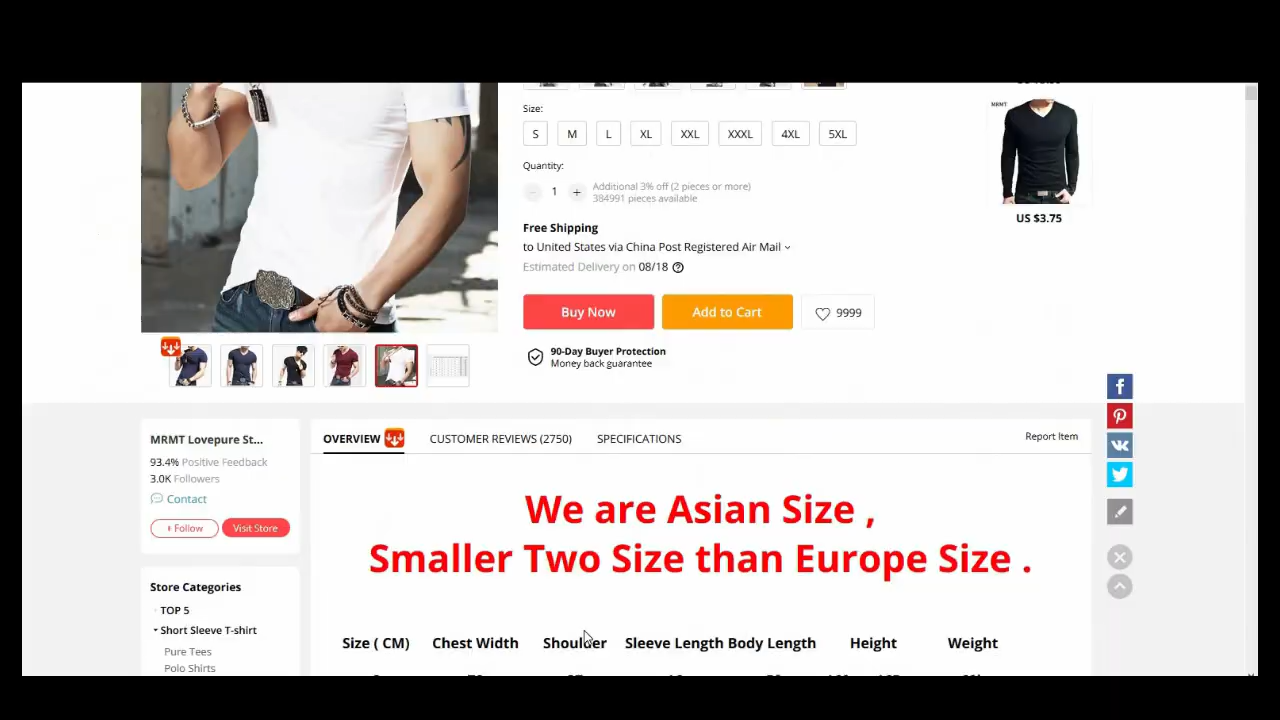 MRMT
Size:
S M L XL XXL XXXL 4XL 5XL
Quantity:
1
Additional 3% off (2 pieces or more)
384991 pieces available
US $3.75
Free Shipping
to United States via China Post Registered Air Mail
Estimated Delivery on 08/18
Buy Now Add to Cart 9999
90-Day Buyer Protection
Money back guarantee
MRMT Lovepure St...
93.4% Positive Feedback
3.0K Followers
Contact
+ Follow Visit Store
Store Categories
TOP 5
Short Sleeve T-shirt
Pure Tees
Polo Shirts
OVERVIEW CUSTOMER REVIEWS (2750) SPECIFICATIONS Report Item
We are Asian Size ,
Smaller Two Size than Europe Size .
Size ( CM) Chest Width Shoulder Sleeve Length Body Length Height Weight